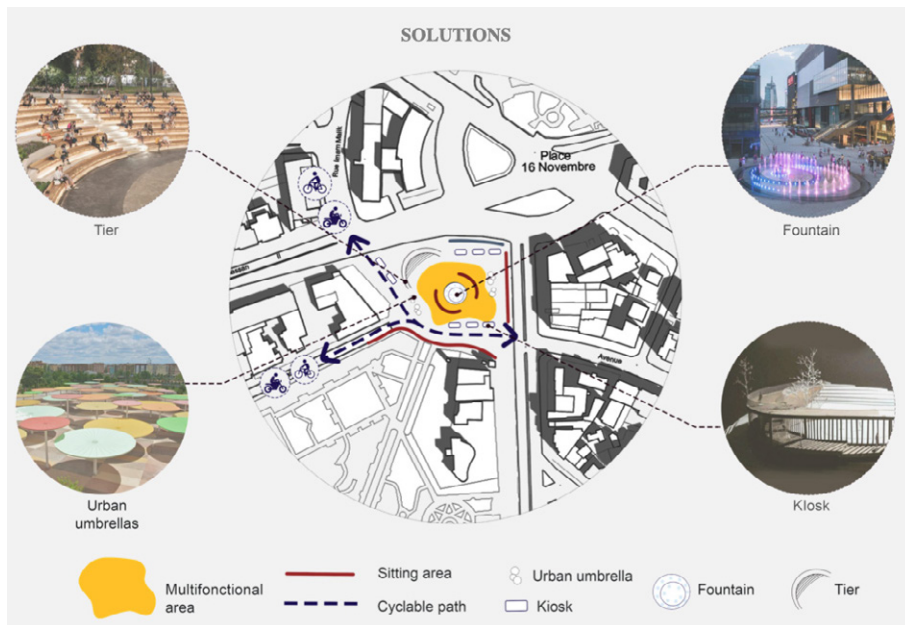 SOLUTIONS
Tier
Fountain
Place
16 Novembre
Avenue
Urban
umbrellas
KIosk
Multifonctional
area
Sitting area
Cyclable path
Urban umbrella
Kiosk
Fountain
Tier